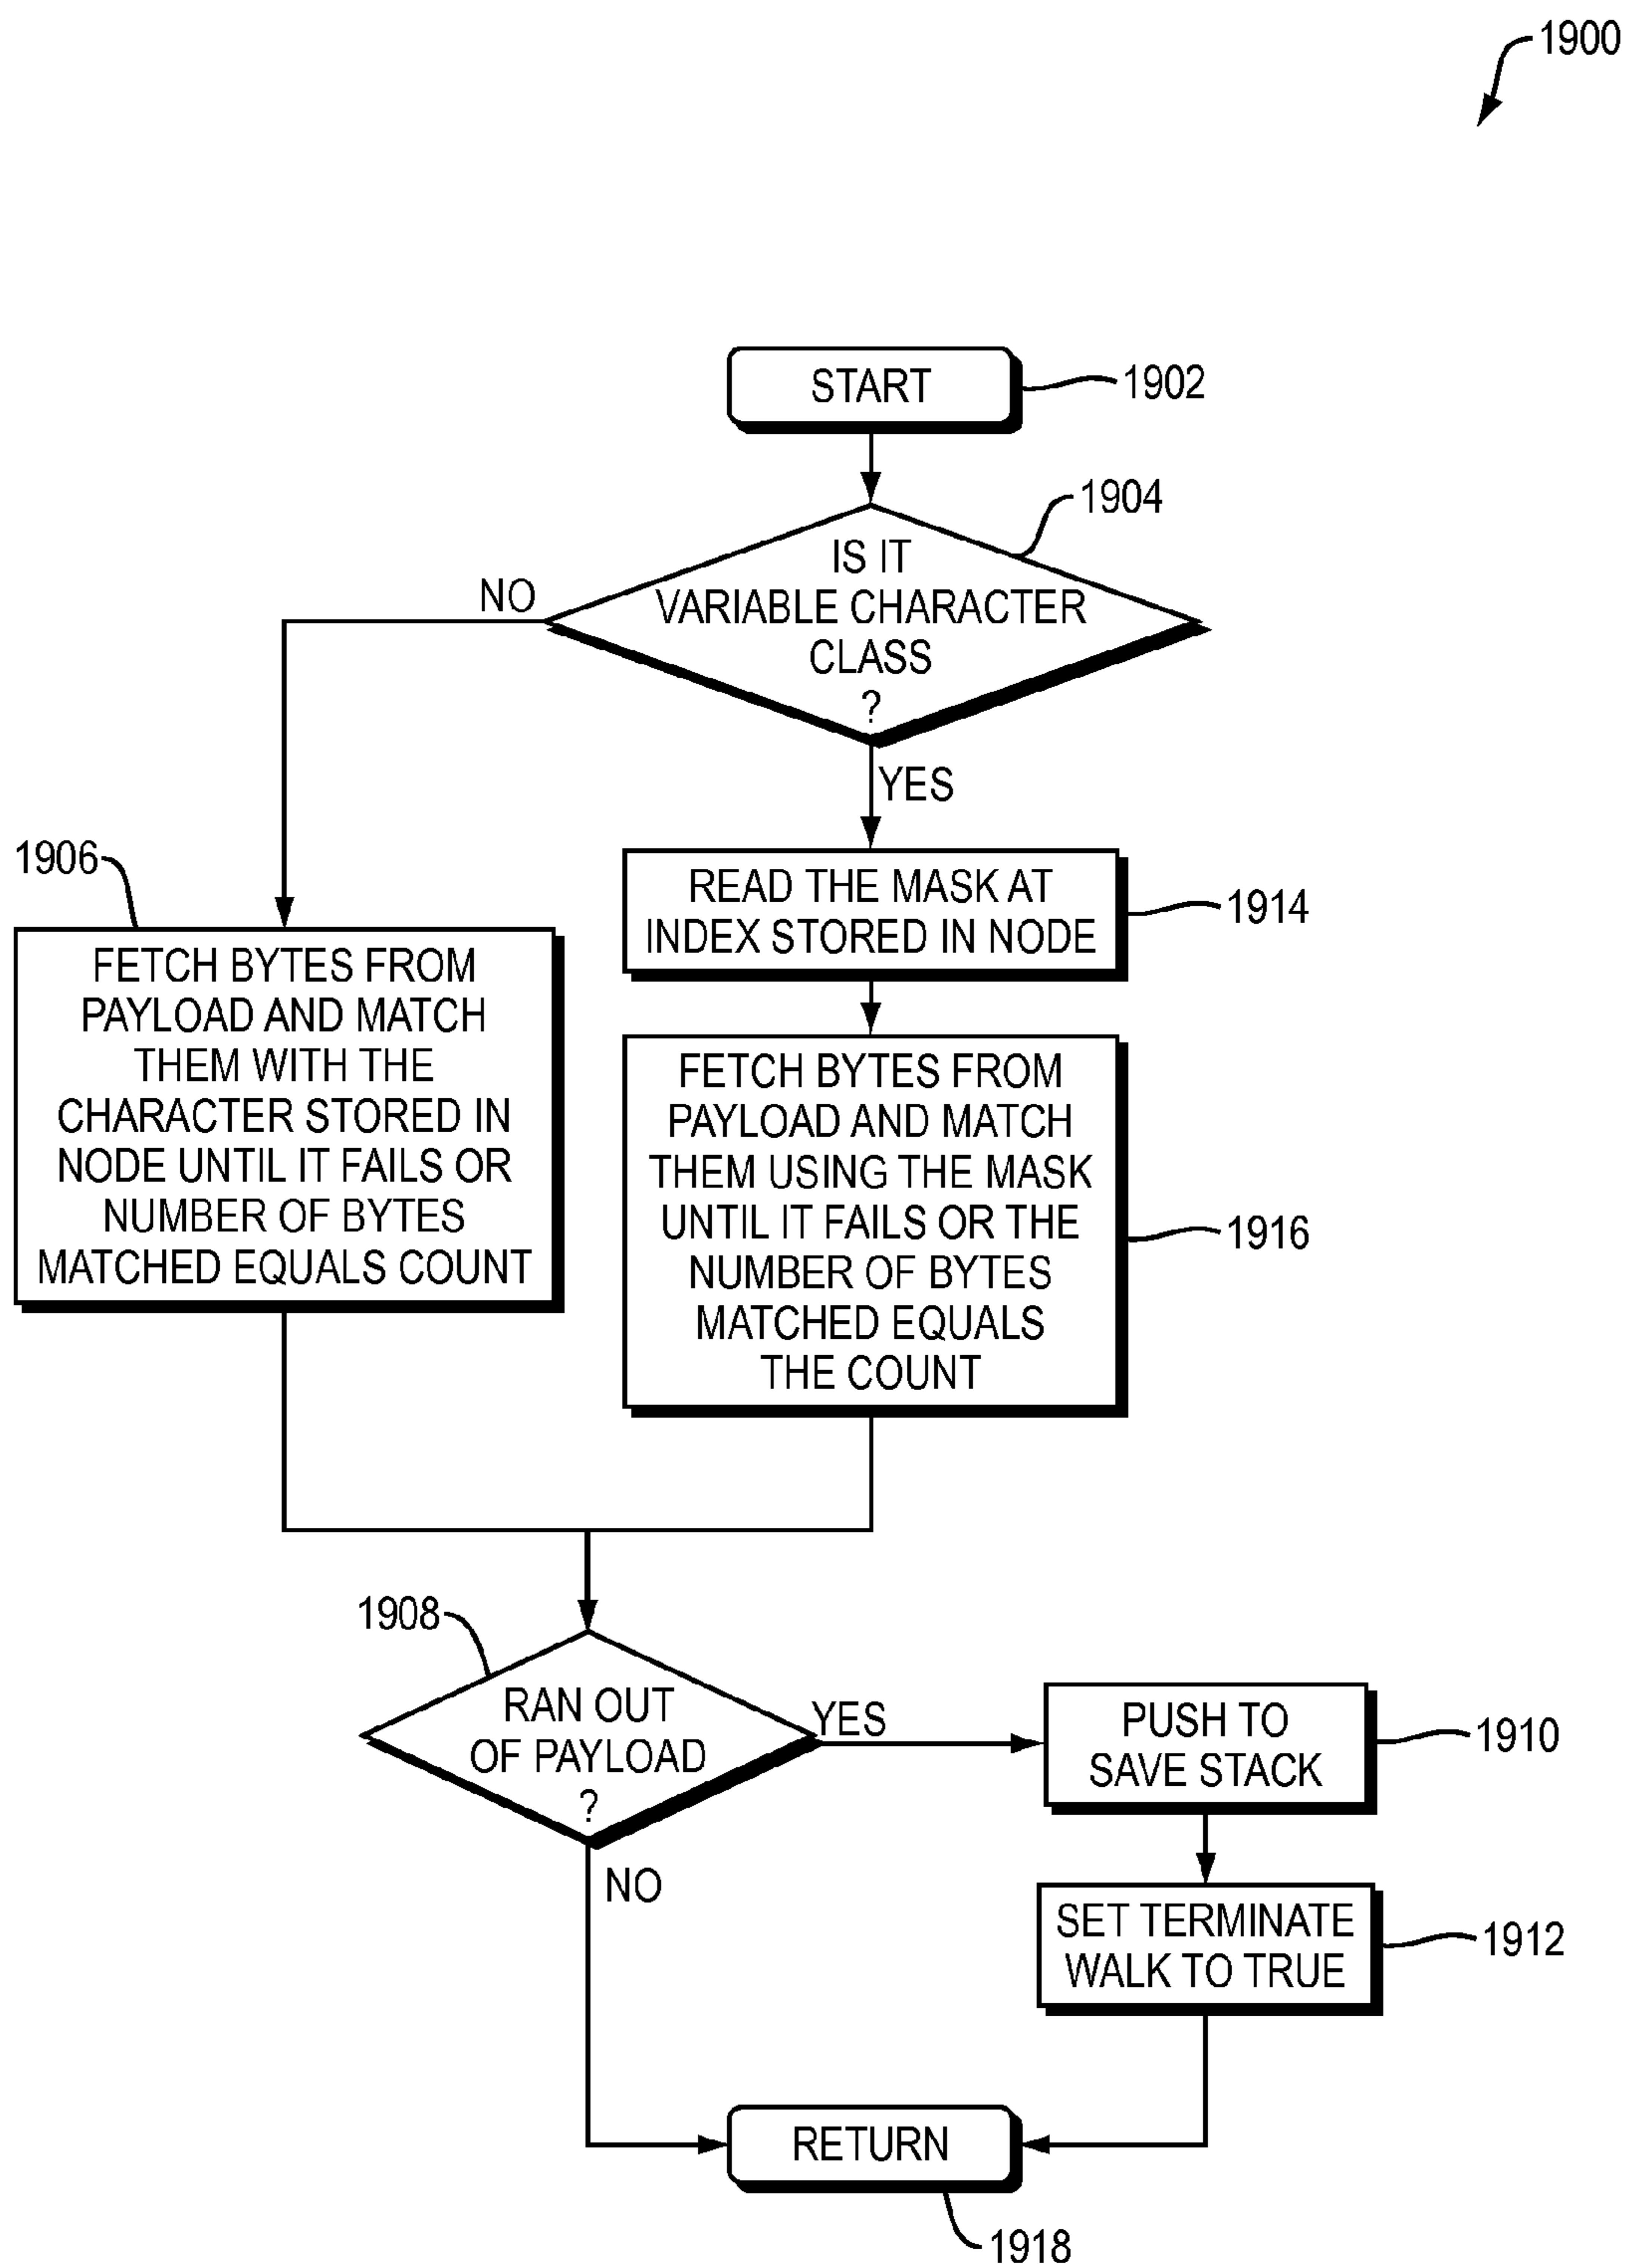 1900
START
1902
1904
IS IT
VARIABLE CHARACTER
CLASS
?
NO
YES
1906
READ THE MASK AT
INDEX STORED IN NODE
1914
FETCH BYTES FROM
PAYLOAD AND MATCH
THEM WITH THE
CHARACTER STORED IN
NODE UNTIL IT FAILS OR
NUMBER OF BYTES
MATCHED EQUALS COUNT
FETCH BYTES FROM
PAYLOAD AND MATCH
THEM USING THE MASK
UNTIL IT FAILS OR THE
NUMBER OF BYTES
MATCHED EQUALS
THE COUNT
1916
1908
RAN OUT
OF PAYLOAD
?
YES
NO
PUSH TO
SAVE STACK
1910
SET TERMINATE
WALK TO TRUE
1912
RETURN
1918